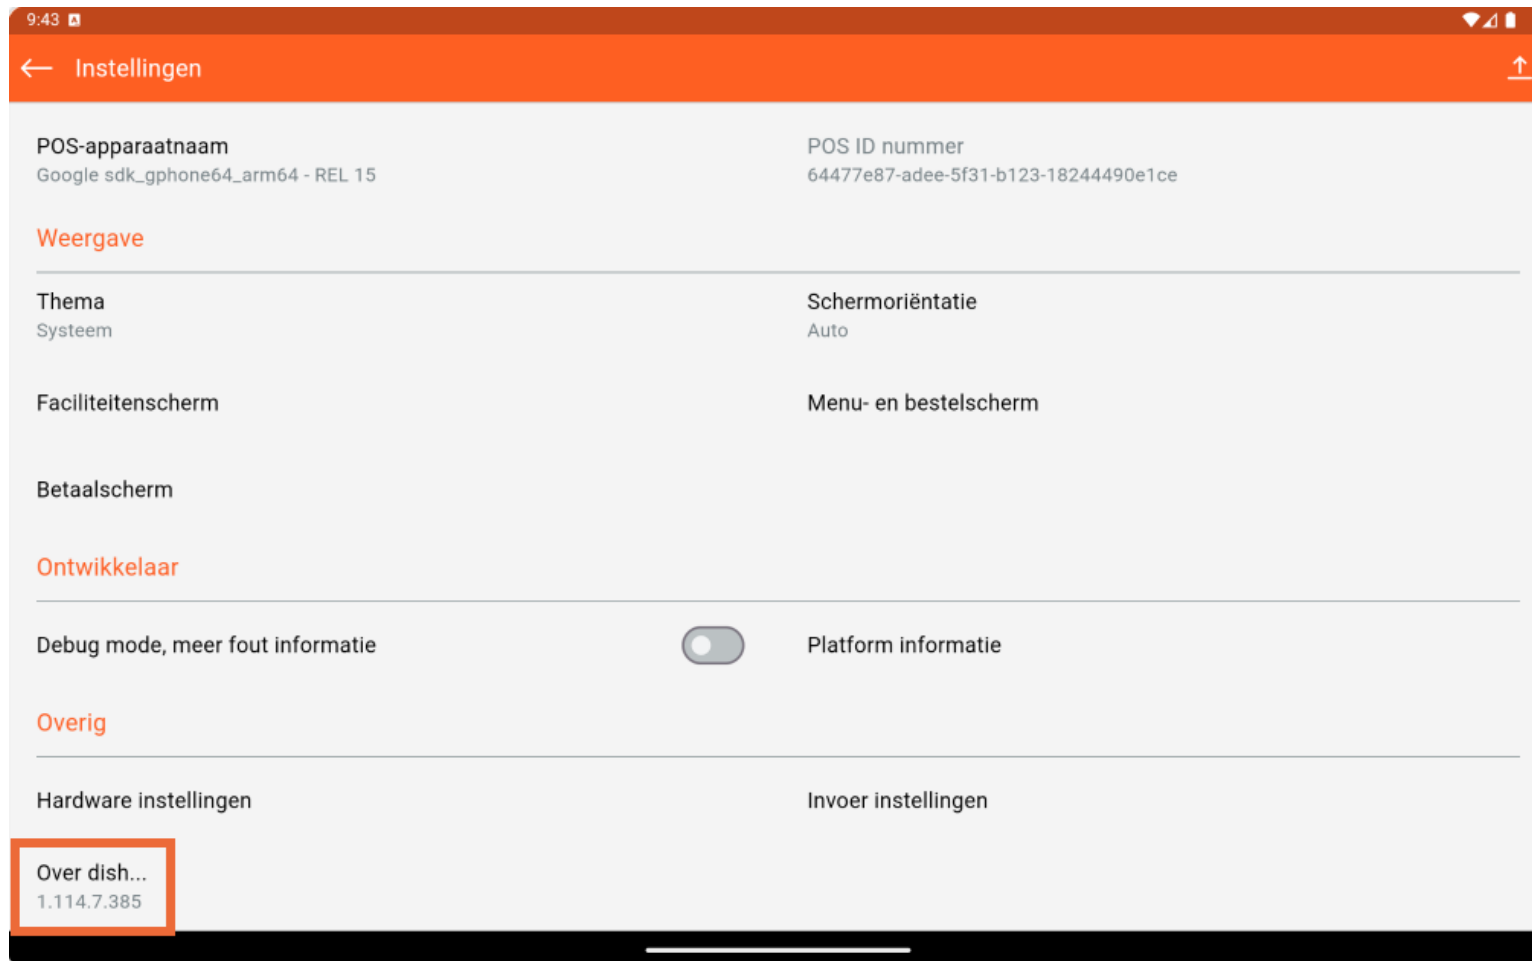 9:43
Instellingen
POS-apparaatnaam
Google sdk_gphone64_arm64 - REL 15
POS ID nummer
64477e87-adee-5f31-b123-18244490e1ce
Weergave
Thema
Systeem
Schermoriëntatie
Auto
Faciliteitenscherm
Menu- en bestelscherm
Betaalscherm
Ontwikkelaar
Debug mode, meer fout informatie
Platform informatie
Overig
Hardware instellingen
Invoer instellingen
Over dish...
1.114.7.385